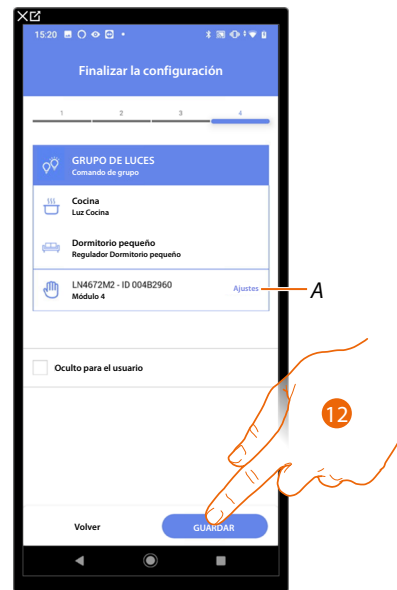 15:20
Finalizar la configuración
1 2 3 4
GRUPO DE LUCES
Comando de grupo
Cocina
Luz Cocina
Dormitorio pequeño
Regulador Dormitorio pequeño
LN4672M2 - ID 004B2960
Ajustes
A
Módulo 4
Oculto para el usuario
12
Volver
GUARDAR